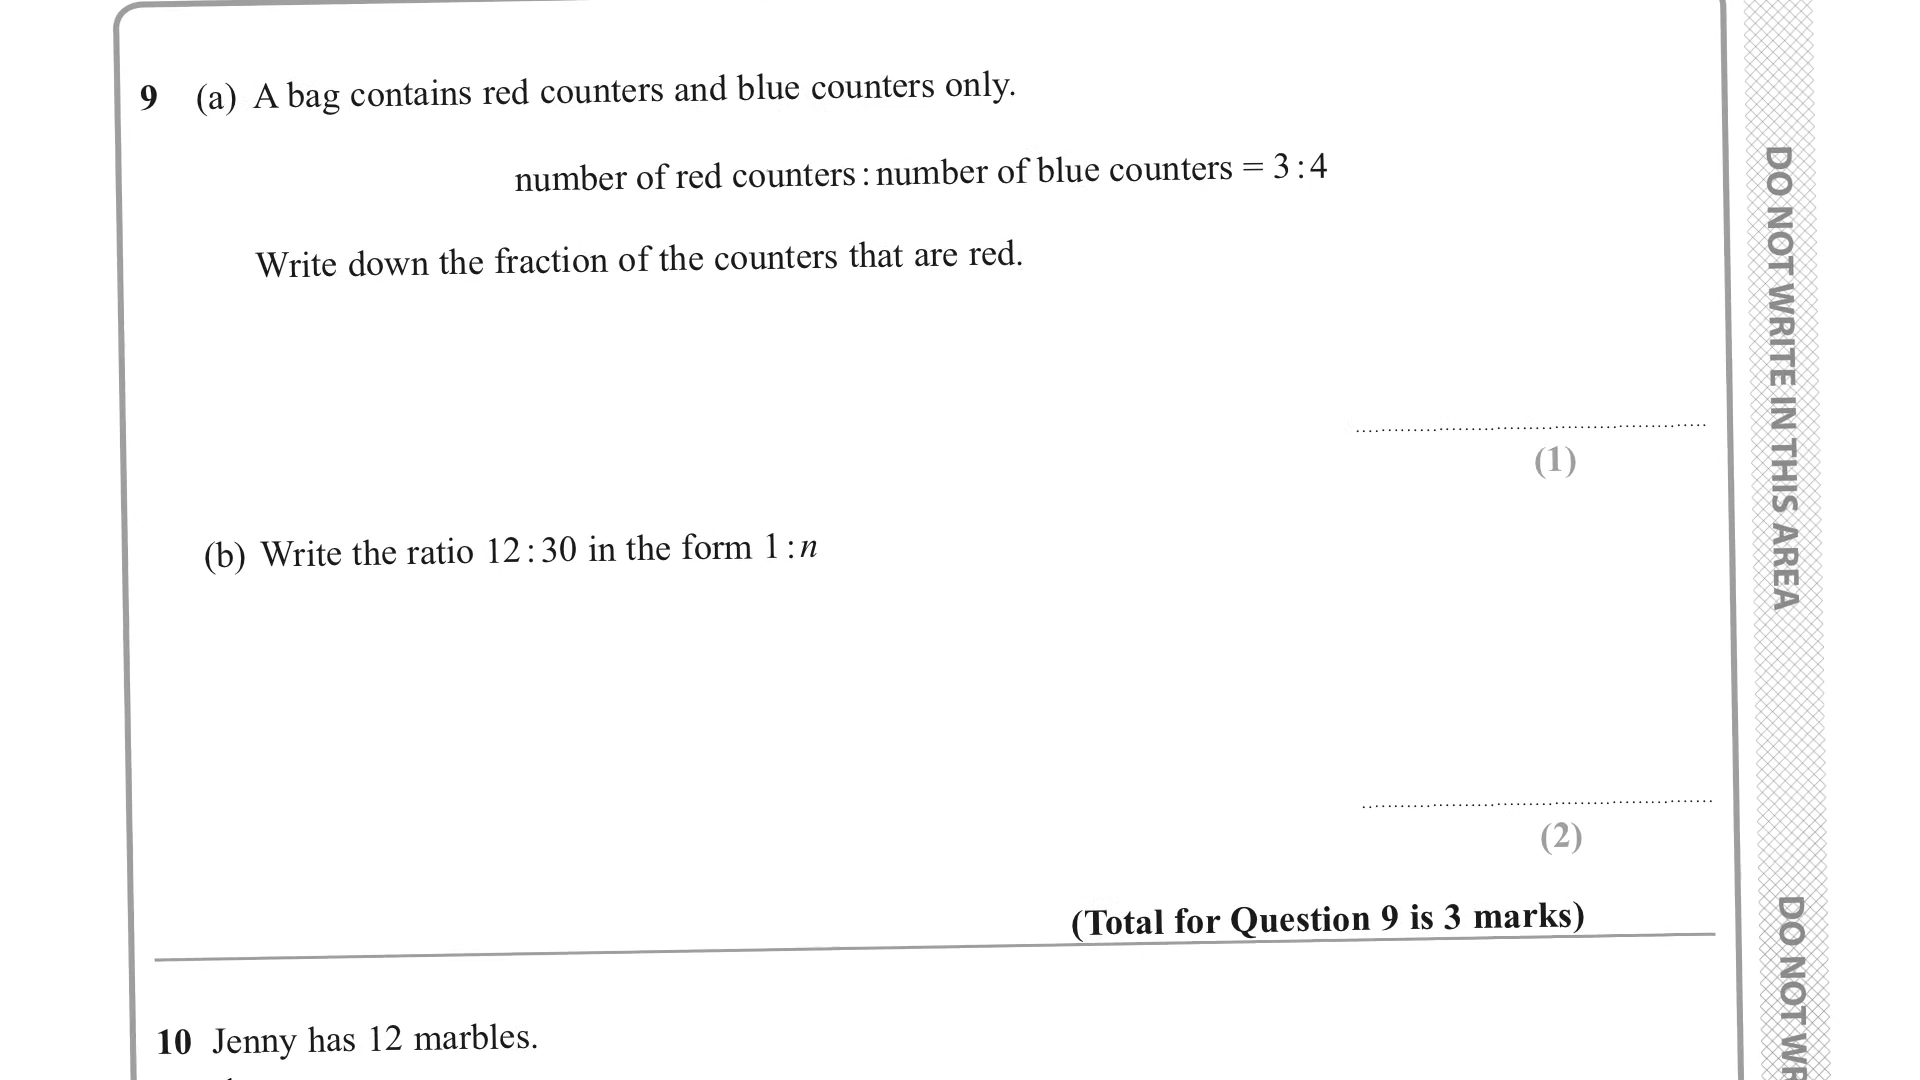 9 (a) A bag contains red counters and blue counters only.
number of red counters : number of blue counters = 3 : 4
Write down the fraction of the counters that are red.
(1)
(b) Write the ratio 12 : 30 in the form 1 : n
(2)
(Total for Question 9 is 3 marks)
10 Jenny has 12 marbles.
DO NOT WRITE IN THIS AREA
DO NOT WR